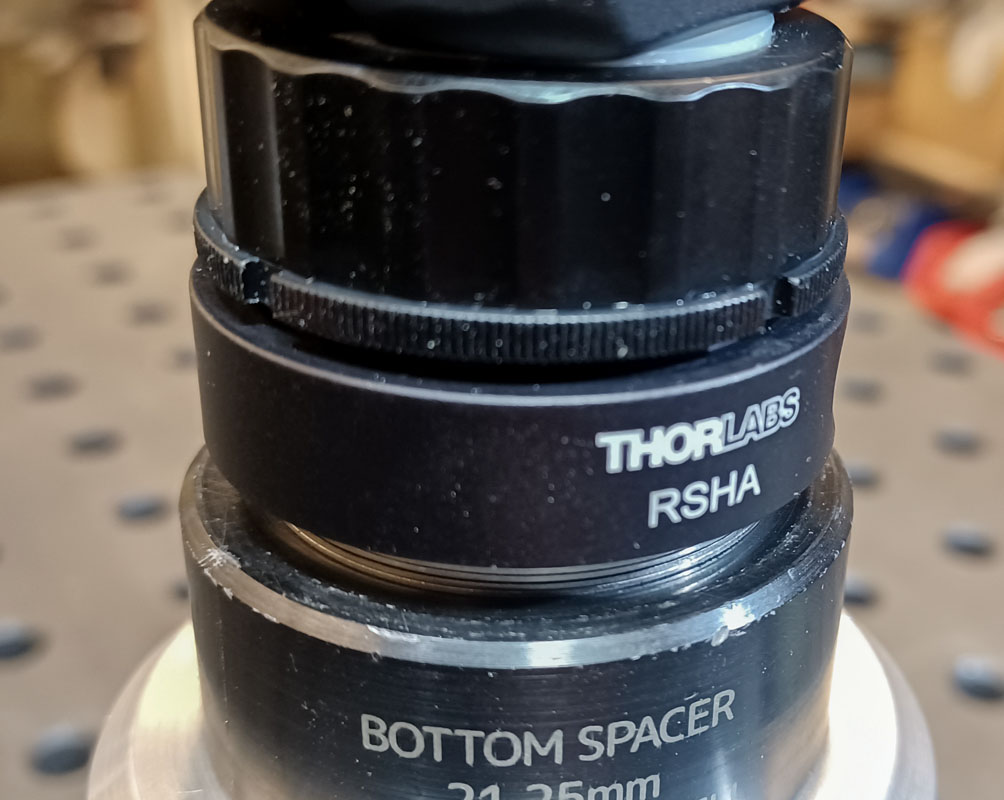 THORLABS
RSHA
BOTTOM SPACER
21.25mm